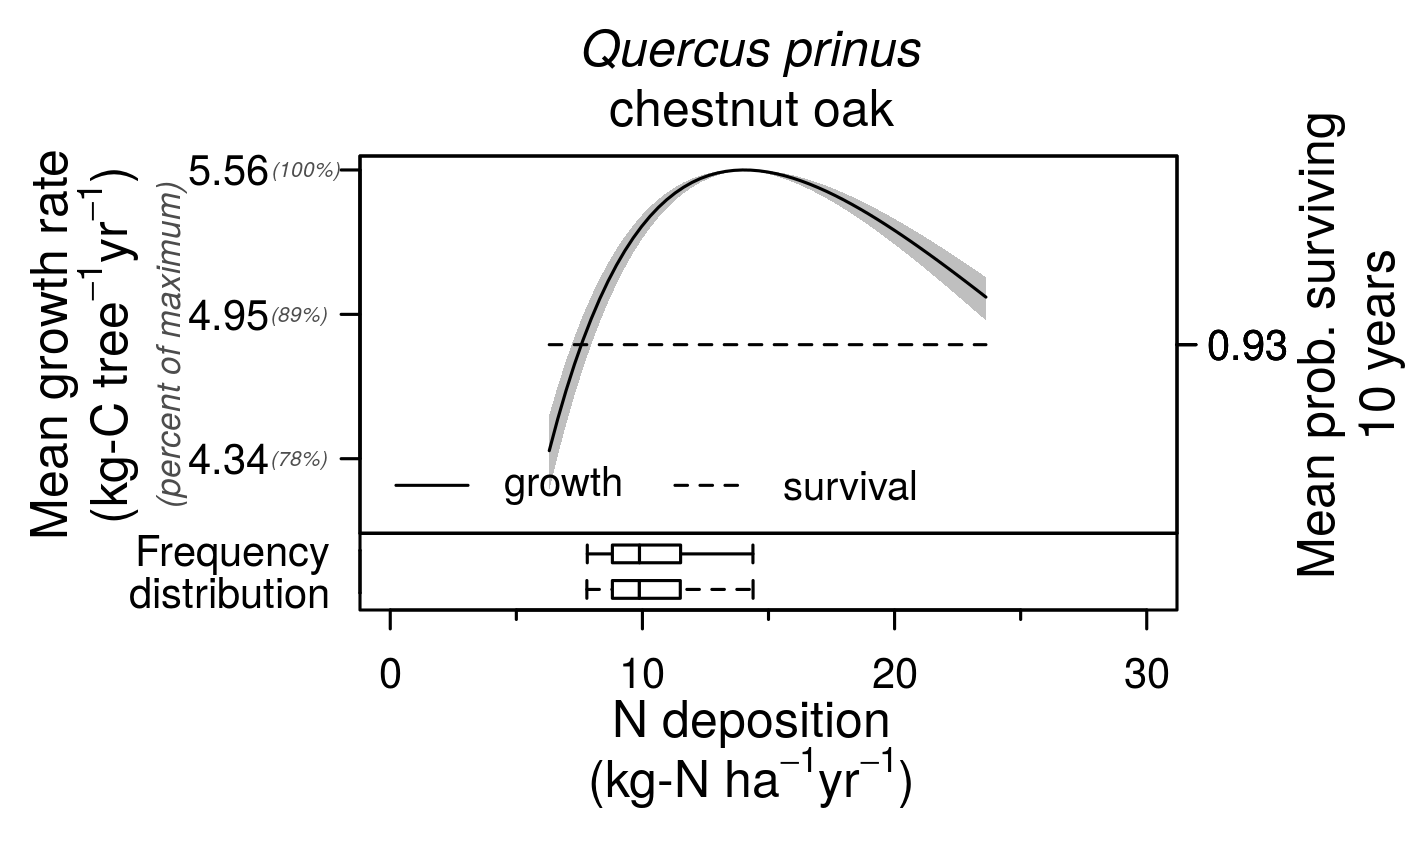 Quercus prinus
chestnut oak
Mean growth rate
(kg-C tree⁻¹yr⁻¹)
(percent of maximum)
5.56 (100%)
4.95 (89%)
4.34 (78%)
growth
survival
0.93
Mean prob. surviving
10 years
Frequency
distribution
0 10 20 30
N deposition
(kg-N ha⁻¹yr⁻¹)